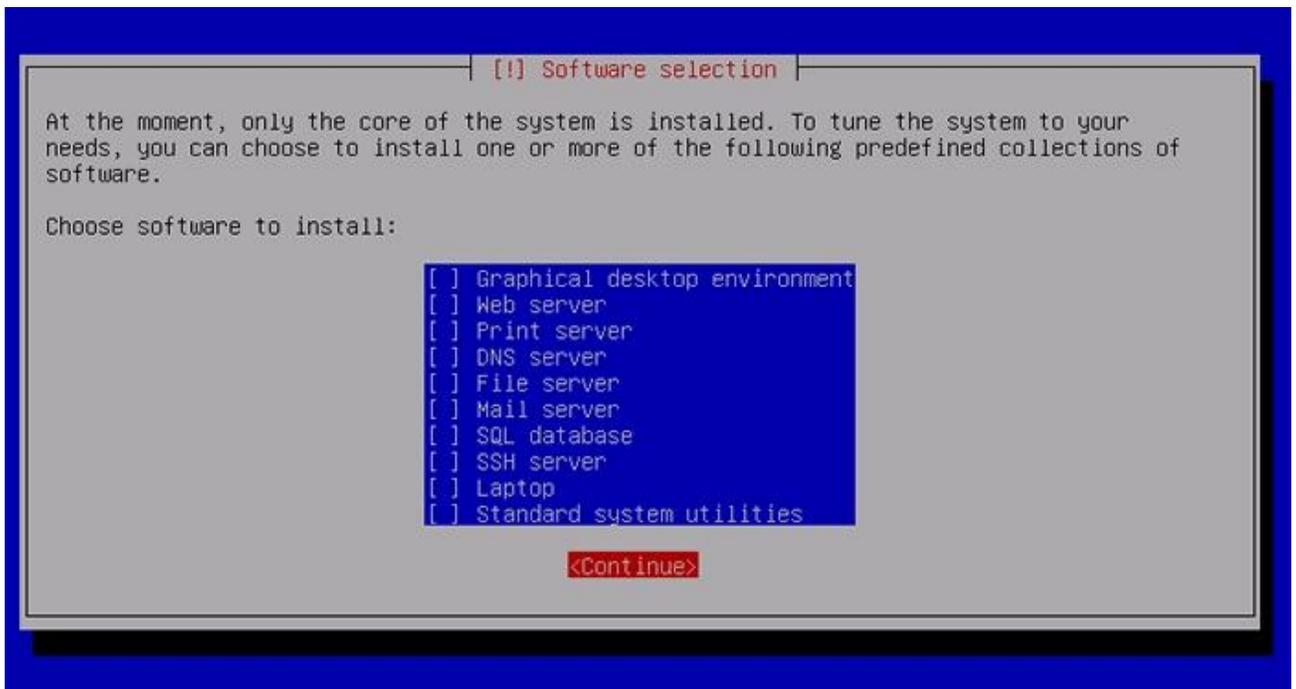 [!] Software selection
At the moment, only the core of the system is installed. To tune the system to your
needs, you can choose to install one or more of the following predefined collections of
software.
Choose software to install:
[ ] Graphical desktop environment
[ ] Web server
[ ] Print server
[ ] DNS server
[ ] File server
[ ] Mail server
[ ] SQL database
[ ] SSH server
[ ] Laptop
[ ] Standard system utilities
<Continue>